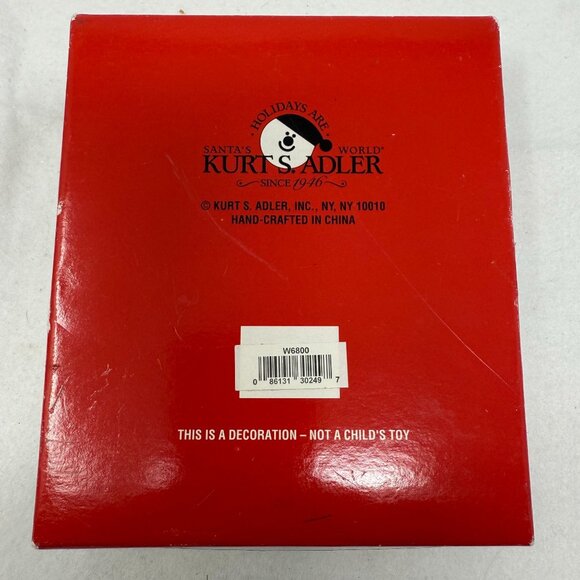 HOLIDAYS ARE
SANTA'S WORLD®
KURT S. ADLER
SINCE 1946
© KURT S. ADLER, INC., NY, NY 10010
HAND-CRAFTED IN CHINA
W6800
0 86131 30249 7
THIS IS A DECORATION – NOT A CHILD'S TOY